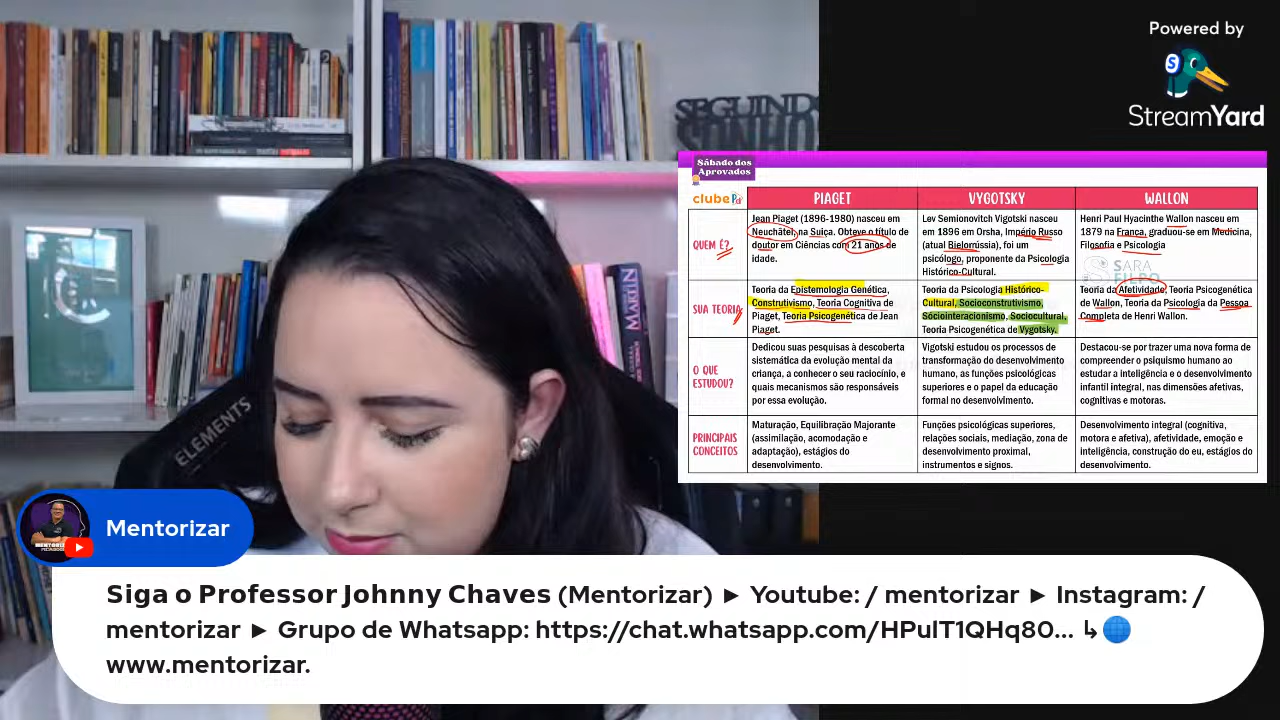 Powered by
StreamYard
SEGUINDO
MARTIN
ELEMENTS
Sábado dos
Aprovados
clube
PIAGET
VYGOTSKY
WALLON
QUEM É?
Jean Piaget (1896-1980) nasceu em
Neuchâtel, na Suíça. Obteve o título de
doutor em Ciências com 21 anos de
idade.
Lev Semionovitch Vigotski nasceu
em 1896 em Orsha, Império Russo
(atual Bielorrússia), foi um
psicólogo, proponente da Psicologia
Histórico-Cultural.
Henri Paul Hyacinthe Wallon nasceu em
1879 na França, graduou-se em Medicina,
Filosofia e Psicologia
SARA
FILPO
SUA TEORIA
Teoria da Epistemologia Genética,
Construtivismo, Teoria Cognitiva de
Piaget, Teoria Psicogenética de Jean
Piaget.
Teoria da Psicologia Histórico-
Cultural, Socioconstrutivismo,
Sociointeracionismo, Sociocultural,
Teoria Psicogenética de Vygotsky.
Teoria da Afetividade, Teoria Psicogenética
de Wallon, Teoria da Psicologia da Pessoa
Completa de Henri Wallon.
O QUE
ESTUDOU?
Dedicou suas pesquisas à descoberta
sistemática da evolução mental da
criança, a conhecer o seu raciocínio, e
quais mecanismos são responsáveis
por essa evolução.
Vigotski estudou os processos de
transformação do desenvolvimento
humano, as funções psicológicas
superiores e o papel da educação
formal no desenvolvimento.
Destacou-se por trazer uma nova forma de
compreender o psiquismo humano ao
estudar a inteligência e o desenvolvimento
infantil integral, nas dimensões afetivas,
cognitivas e motoras.
PRINCIPAIS
CONCEITOS
Maturação, Equilibração Majorante
(assimilação, acomodação e
adaptação), estágios do
desenvolvimento.
Funções psicológicas superiores,
relações sociais, mediação, zona de
desenvolvimento proximal,
instrumentos e signos.
Desenvolvimento integral (cognitiva,
motora e afetiva), afetividade, emoção e
inteligência, construção do eu, estágios do
desenvolvimento.
Mentorizar
Siga o Professor Johnny Chaves (Mentorizar) ► Youtube: / mentorizar ► Instagram: /
mentorizar ► Grupo de Whatsapp: https://chat.whatsapp.com/HPulT1QHq80... ↳🌐
www.mentorizar.